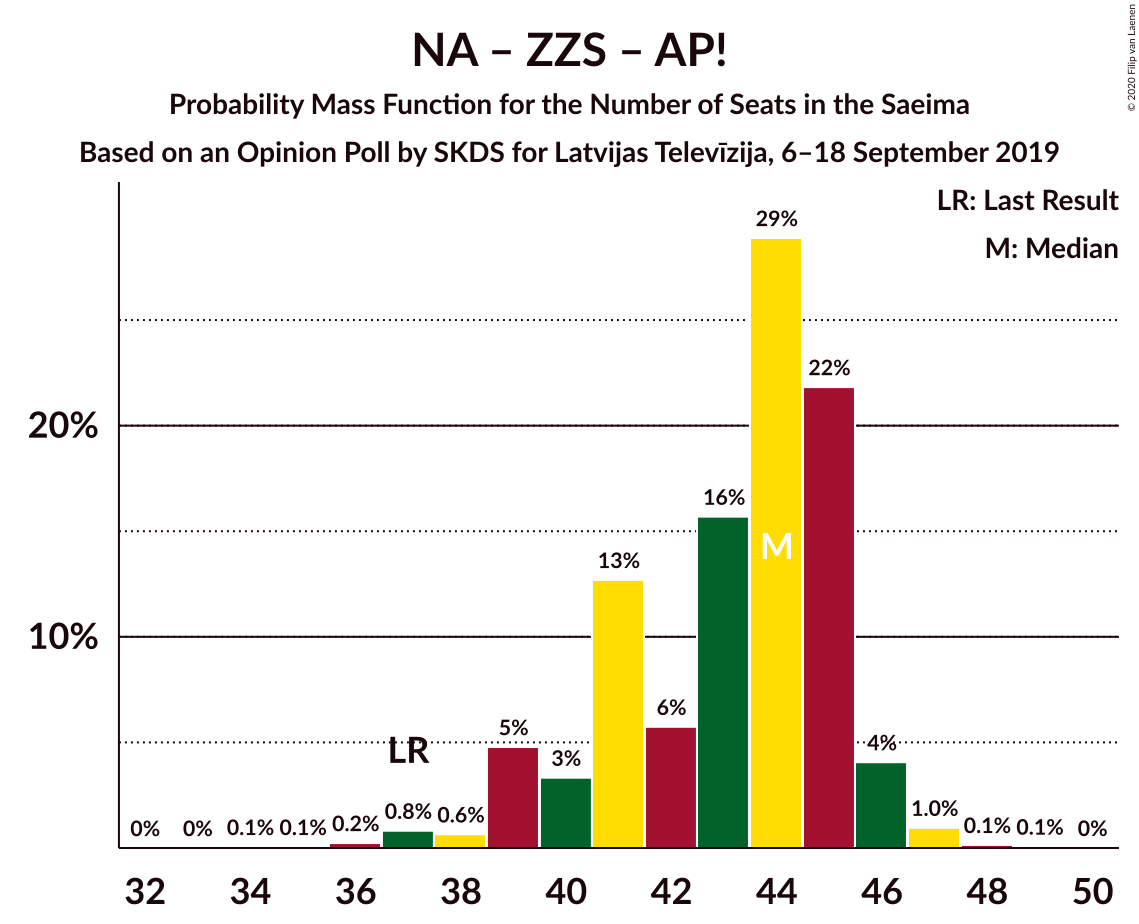 NA – ZZS – AP!
Probability Mass Function for the Number of Seats in the Saeima
Based on an Opinion Poll by SKDS for Latvijas Televīzija, 6–18 September 2019
© 2020 Filip van Laenen
LR: Last Result
M: Median
20%
10%
0%
0%
0.1%
0.1%
0.2%
0.8%
0.6%
5%
3%
13%
6%
16%
29%
22%
4%
1.0%
0.1%
0.1%
0%
LR
M
32 34 36 38 40 42 44 46 48 50